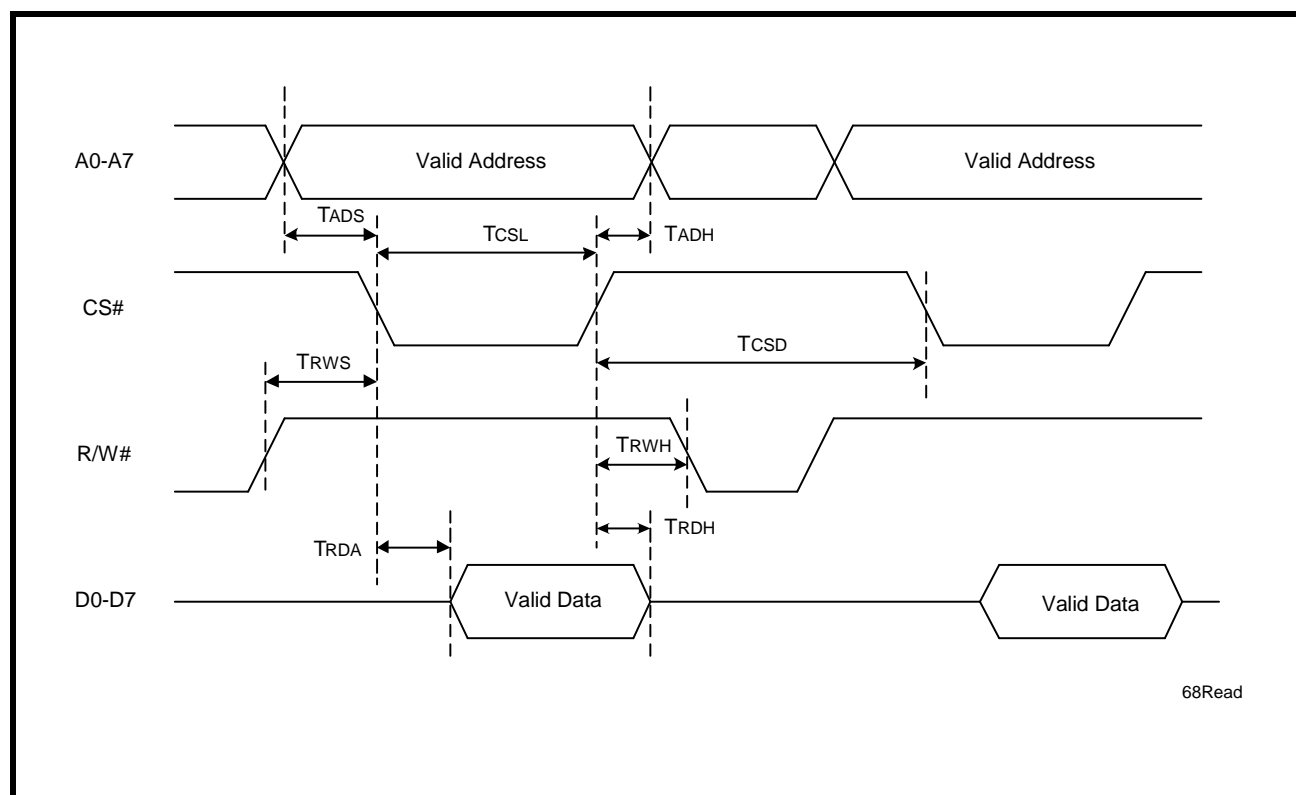 A0-A7
Valid Address
Valid Address
TADS
TCSL
TADH
CS#
TCSD
TRWS
R/W#
TRWH
TRDH
TRDA
D0-D7
Valid Data
Valid Data
68Read